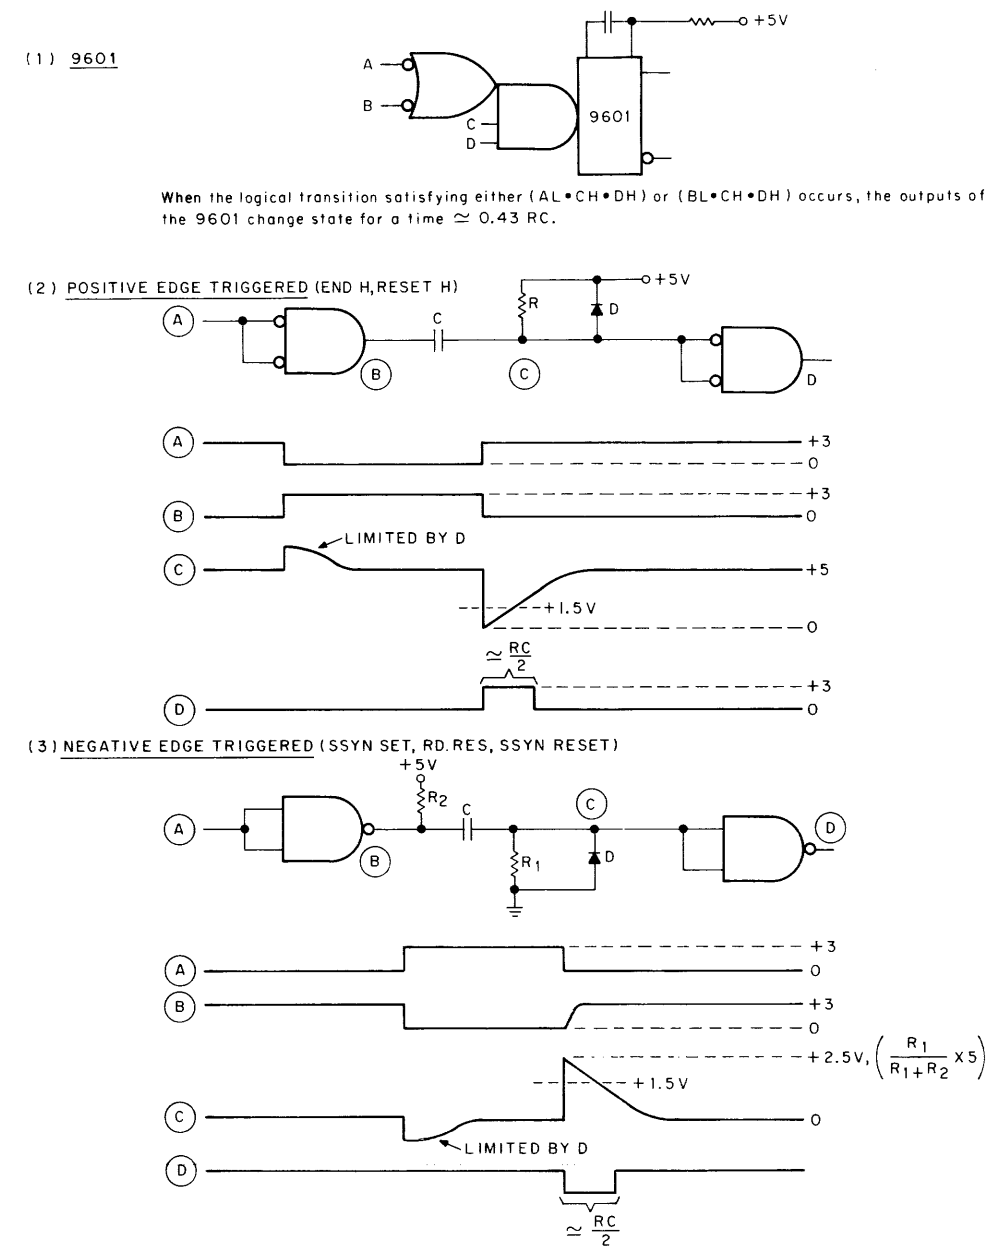 (1) 9601
+5V
A
B
C
D
9601
When the logical transition satisfying either (AL•CH•DH) or (BL•CH•DH) occurs, the outputs of
the 9601 change state for a time ≃ 0.43 RC.
(2) POSITIVE EDGE TRIGGERED (END H, RESET H)
+5V
A
C
R
D
B
C
D
A
+3
0
B
+3
0
LIMITED BY D
C
+5
+1.5V
0
≃ RC/2
D
+3
0
(3) NEGATIVE EDGE TRIGGERED (SSYN SET, RD. RES, SSYN RESET)
+5V
R2
C
C
A
B
R1
D
D
A
+3
0
B
+3
0
+2.5V, (R1/(R1+R2) X5)
+1.5V
C
0
LIMITED BY D
D
≃ RC/2